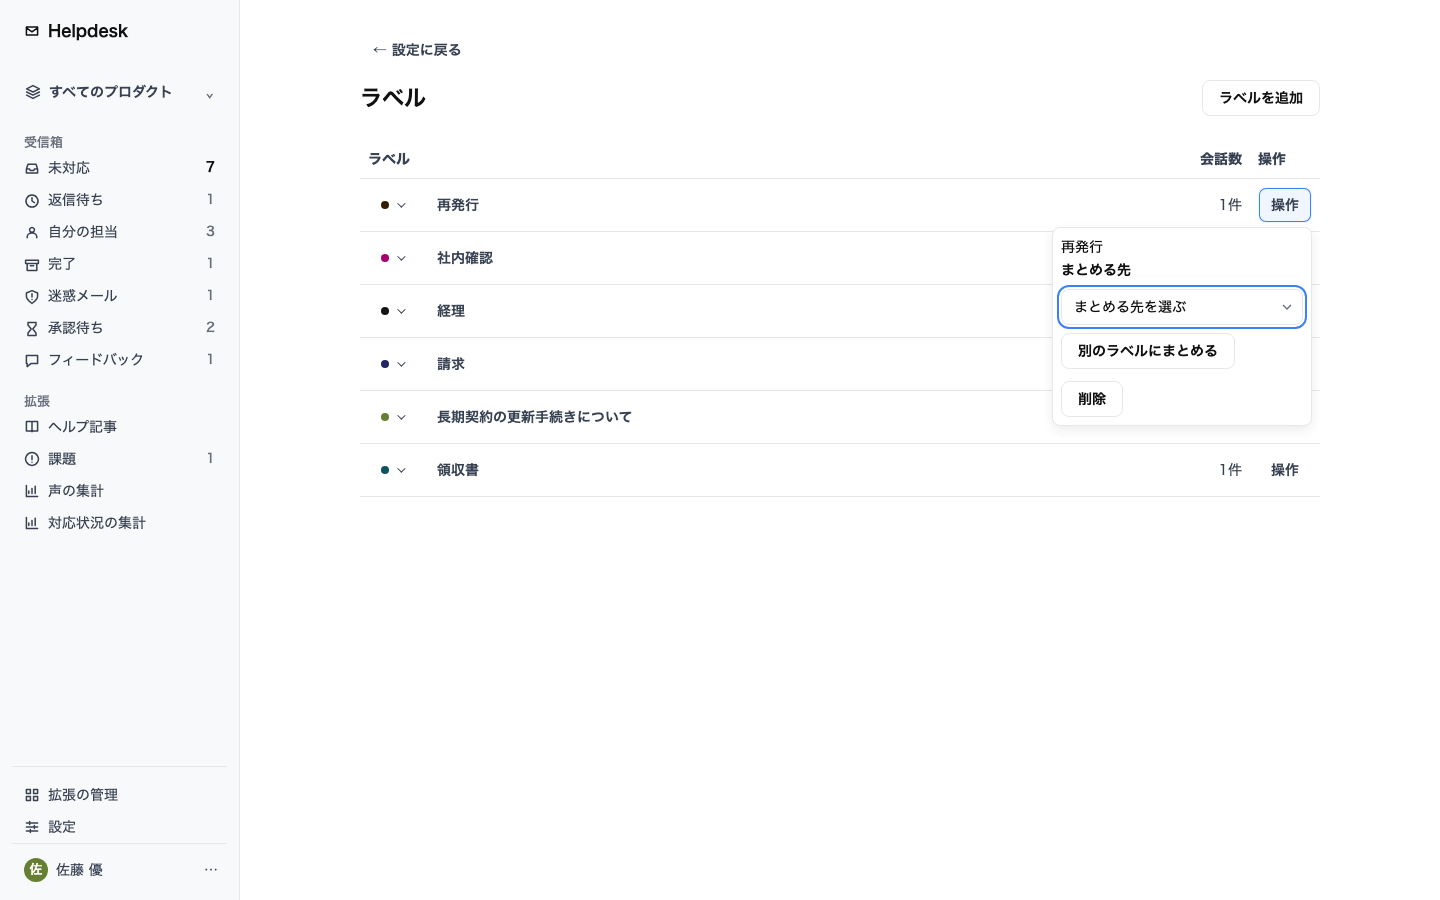 Helpdesk
すべてのプロダクト
受信箱
未対応 7
返信待ち 1
自分の担当 3
完了 1
迷惑メール 1
承認待ち 2
フィードバック 1
拡張
ヘルプ記事
課題 1
声の集計
対応状況の集計
拡張の管理
設定
佐 佐藤 優 …
← 設定に戻る
ラベル
ラベルを追加
ラベル 会話数 操作
再発行 1件 操作
社内確認
経理
請求
長期契約の更新手続きについて
領収書 1件 操作
再発行
まとめる先
まとめる先を選ぶ
別のラベルにまとめる
削除